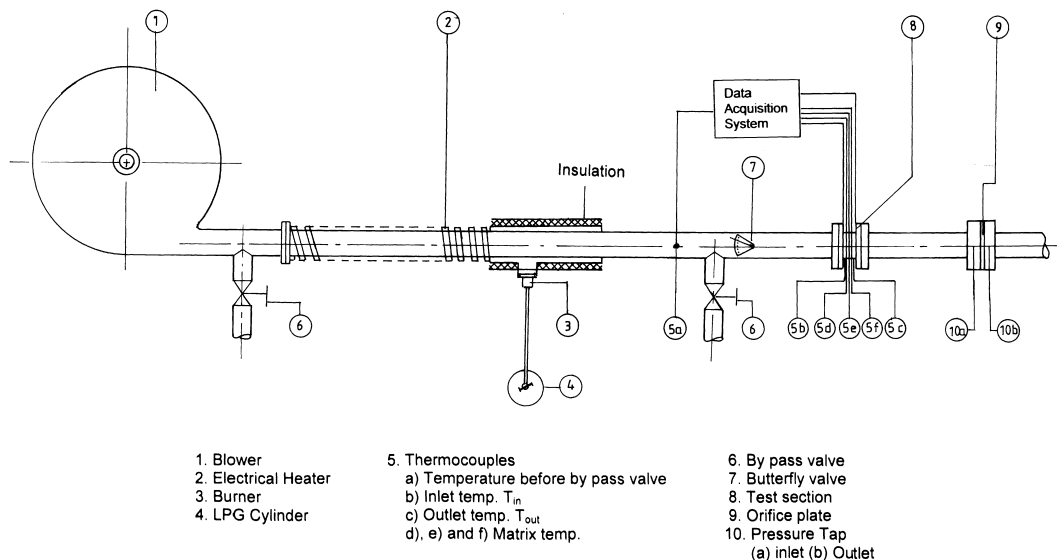 1
2
8
9
Data
Acquisition
System
Insulation
7
6
3
5a
6
5b
5d
5e
5f
5c
10a
10b
4
1. Blower
2. Electrical Heater
3. Burner
4. LPG Cylinder
5. Thermocouples
a) Temperature before by pass valve
b) Inlet temp. Tin
c) Outlet temp. Tout
d), e) and f) Matrix temp.
6. By pass valve
7. Butterfly valve
8. Test section
9. Orifice plate
10. Pressure Tap
(a) inlet (b) Outlet